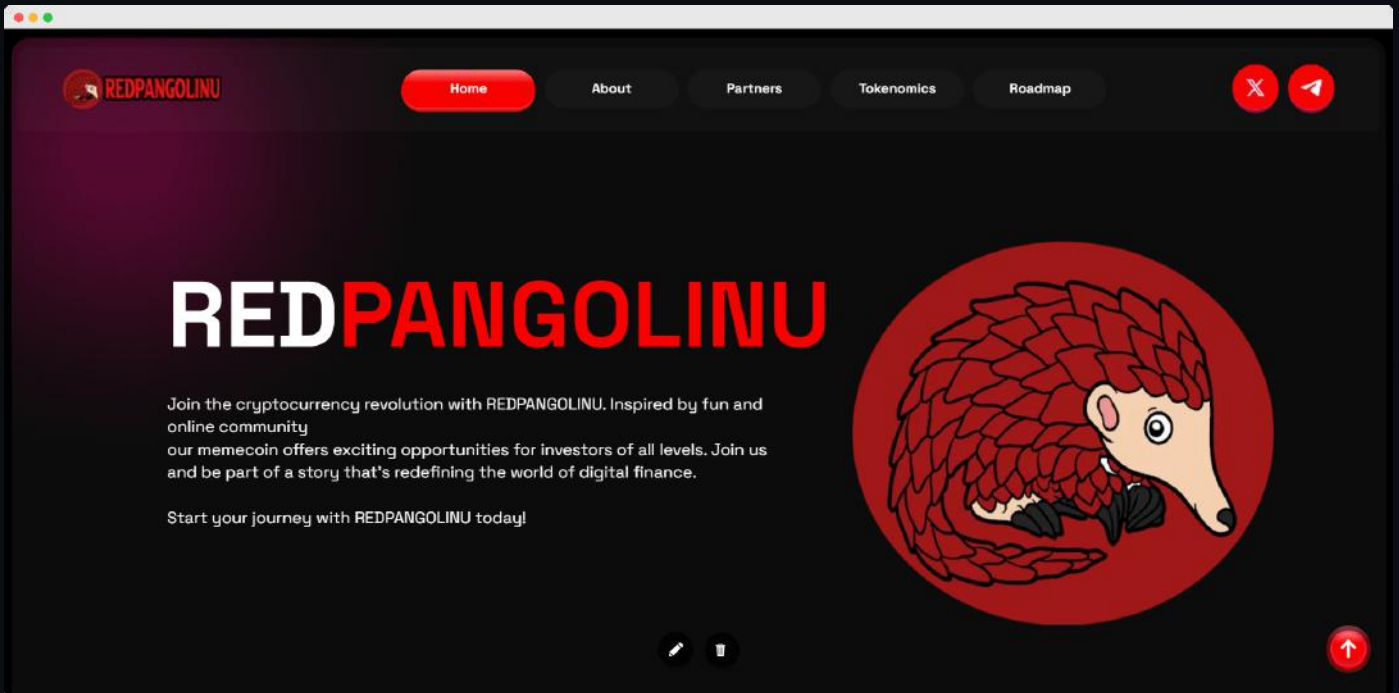 REDPANGOLINU
Home
About
Partners
Tokenomics
Roadmap
REDPANGOLINU
Join the cryptocurrency revolution with REDPANGOLINU. Inspired by fun and
online community
our memecoin offers exciting opportunities for investors of all levels. Join us
and be part of a story that's redefining the world of digital finance.
Start your journey with REDPANGOLINU today!